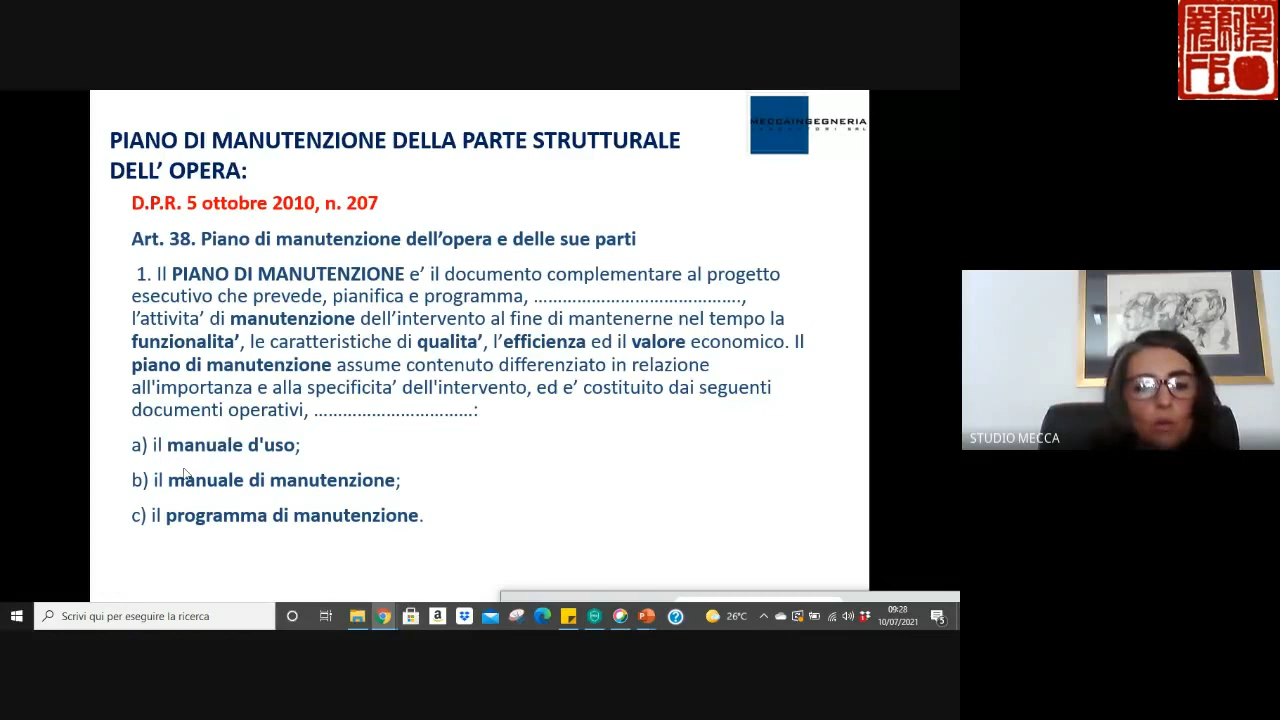 MECCAINGEGNERIA
PIANO DI MANUTENZIONE DELLA PARTE STRUTTURALE
DELL’ OPERA:
D.P.R. 5 ottobre 2010, n. 207
Art. 38. Piano di manutenzione dell’opera e delle sue parti
1. Il PIANO DI MANUTENZIONE e’ il documento complementare al progetto
esecutivo che prevede, pianifica e programma, …………………………………….,
l’attivita’ di manutenzione dell’intervento al fine di mantenerne nel tempo la
funzionalita’, le caratteristiche di qualita’, l’efficienza ed il valore economico. Il
piano di manutenzione assume contenuto differenziato in relazione
all'importanza e alla specificita’ dell'intervento, ed e’ costituito dai seguenti
documenti operativi, ……………………………:
a) il manuale d'uso;
b) il manuale di manutenzione;
c) il programma di manutenzione.
STUDIO MECCA
Scrivi qui per eseguire la ricerca
26°C
09:28
10/07/2021
5